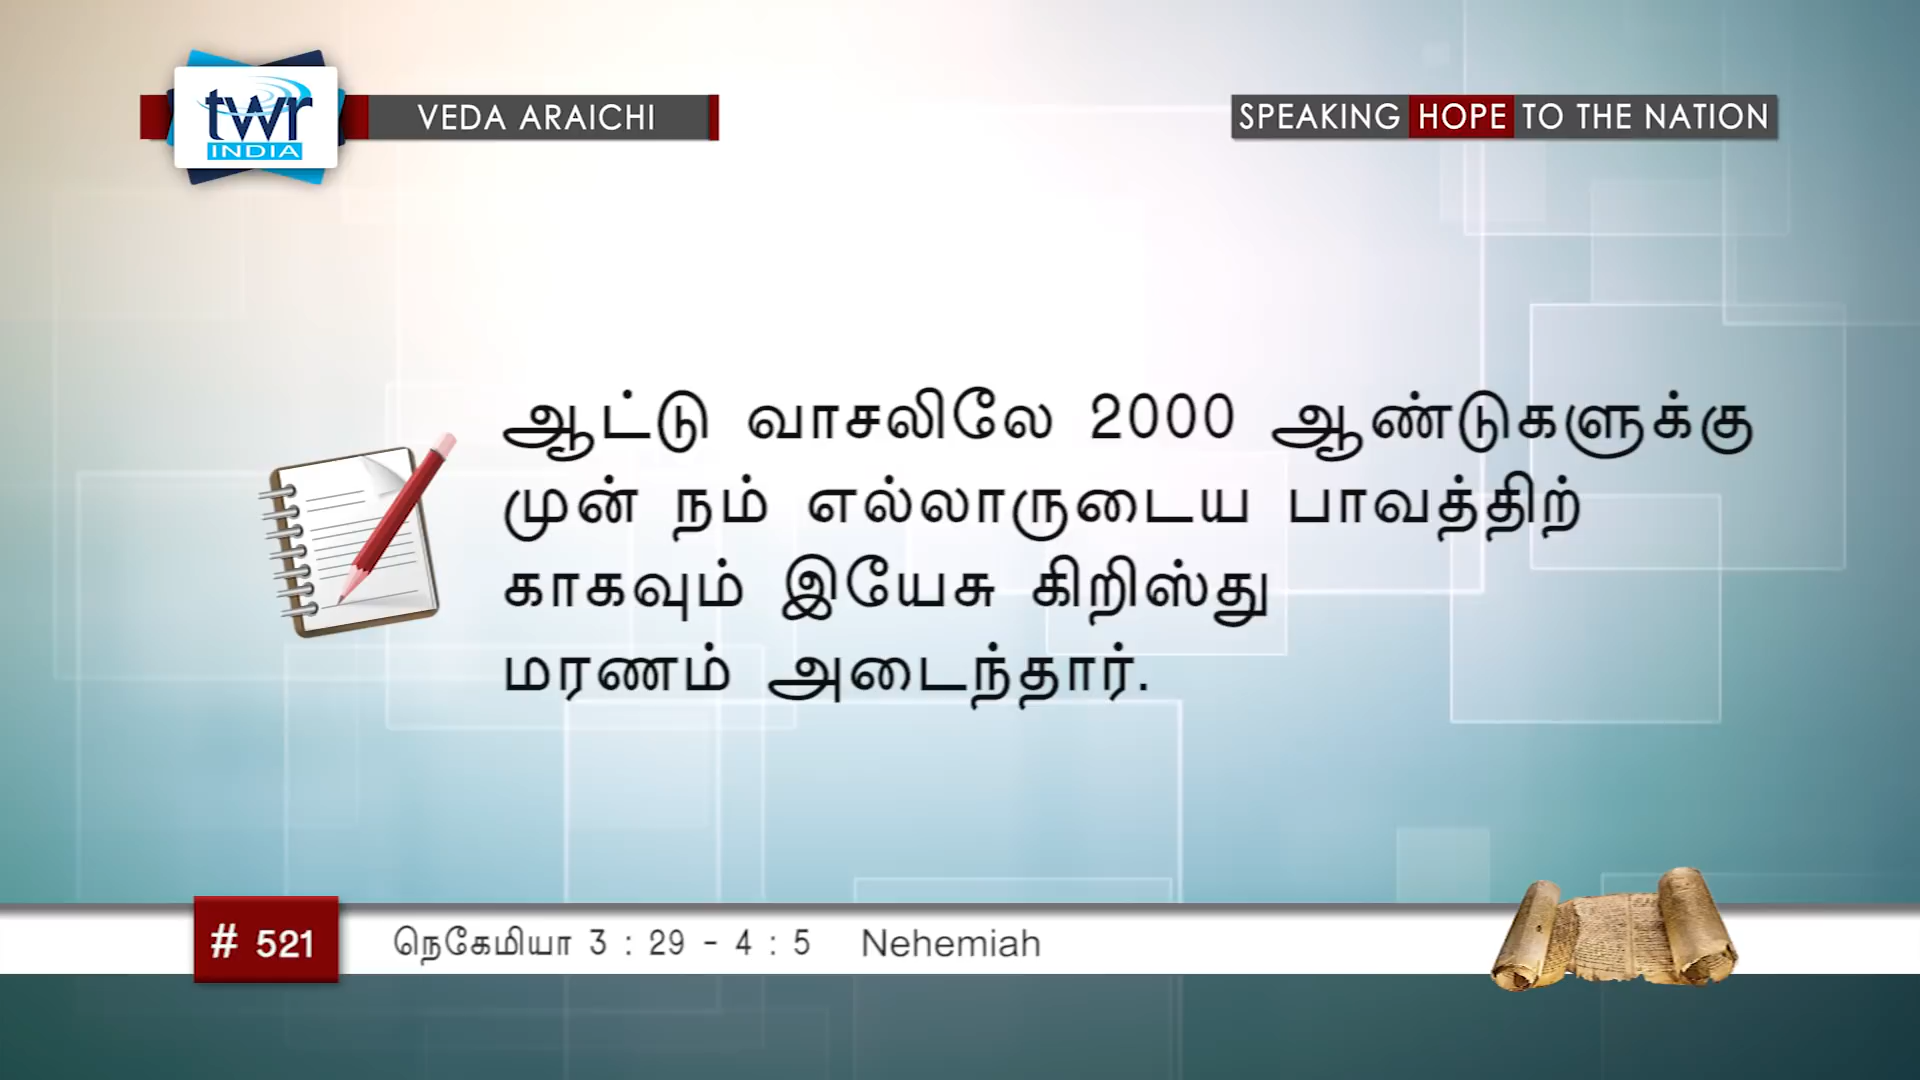 twr
INDIA
VEDA ARAICHI
SPEAKING HOPE TO THE NATION
ஆட்டு வாசலிலே 2000 ஆண்டுகளுக்கு
முன் நம் எல்லாருடைய பாவத்திற்
காகவும் இயேசு கிறிஸ்து
மரணம் அடைந்தார்.
# 521
நெகேமியா 3 : 29 - 4 : 5 Nehemiah